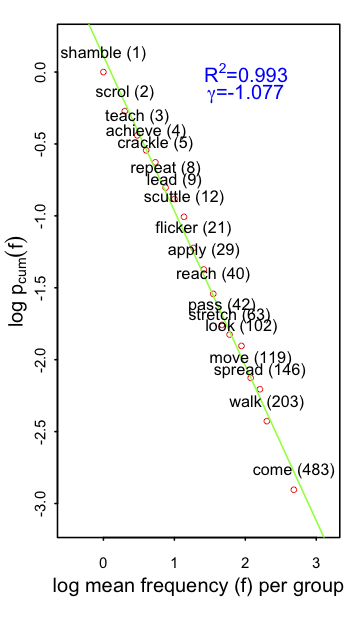 shamble (1)
R²=0.993
γ=-1.077
scrol (2)
teach (3)
achieve (4)
crackle (5)
repeat (8)
lead (9)
scuttle (12)
flicker (21)
apply (29)
reach (40)
pass (42)
stretch (63)
look (102)
move (119)
spread (146)
walk (203)
come (483)
log pcum(f)
0.0
-0.5
-1.0
-1.5
-2.0
-2.5
-3.0
0 1 2 3
log mean frequency (f) per group